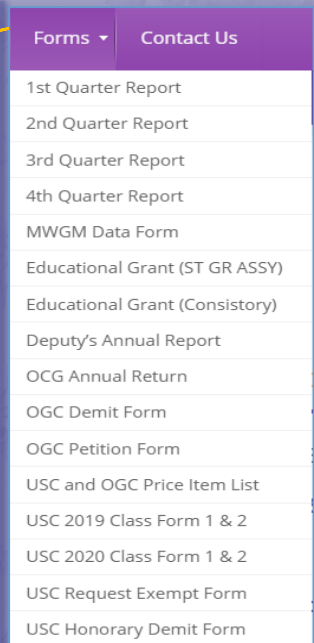 Forms Contact Us
1st Quarter Report
2nd Quarter Report
3rd Quarter Report
4th Quarter Report
MWGM Data Form
Educational Grant (ST GR ASSY)
Educational Grant (Consistory)
Deputy’s Annual Report
OCG Annual Return
OGC Demit Form
OGC Petition Form
USC and OGC Price Item List
USC 2019 Class Form 1 & 2
USC 2020 Class Form 1 & 2
USC Request Exempt Form
USC Honorary Demit Form